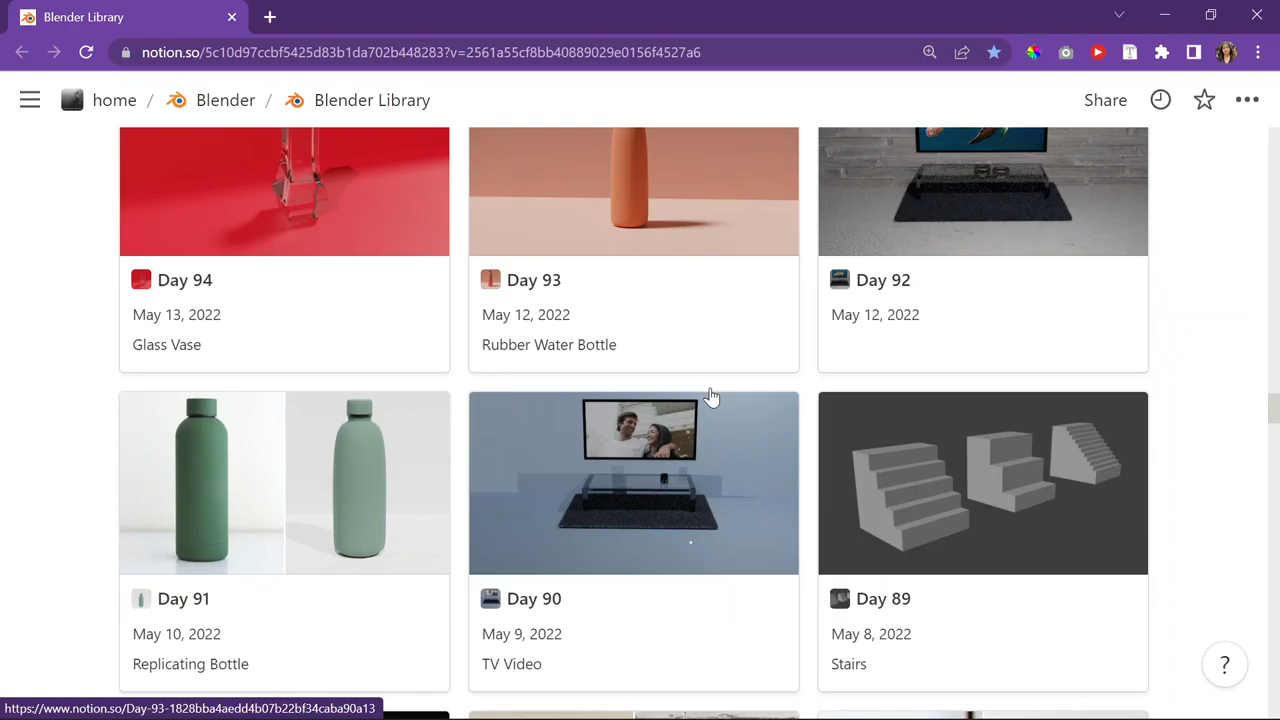 Blender Library
notion.so/5c10d97ccbf5425d83b1da702b448283?v=2561a55cf8bb40889029e0156f4527a6
home / Blender / Blender Library
Share
Day 94
May 13, 2022
Glass Vase
Day 93
May 12, 2022
Rubber Water Bottle
Day 92
May 12, 2022
Day 91
May 10, 2022
Replicating Bottle
Day 90
May 9, 2022
TV Video
Day 89
May 8, 2022
Stairs
?
https://www.notion.so/Day-93-1828bba4aedd4b07b22bf34caba90a13